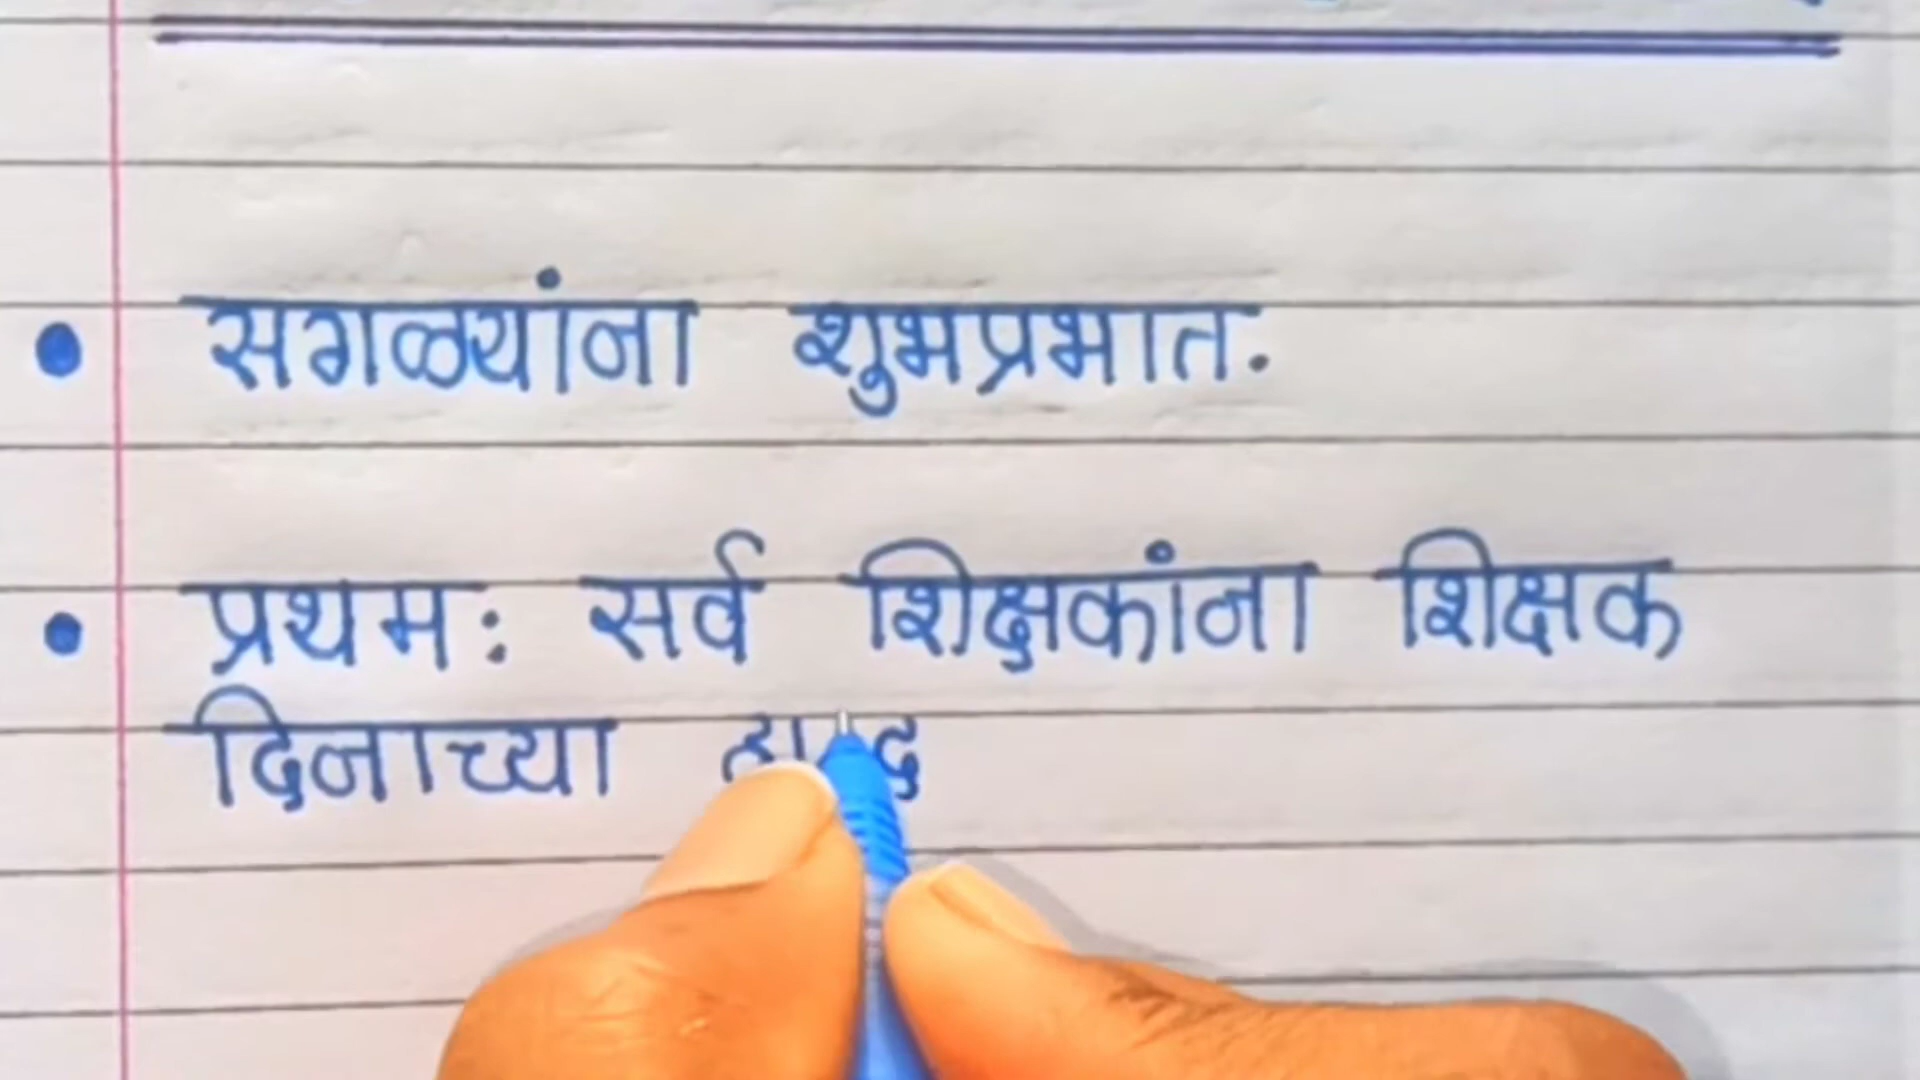 सगळ्यांना शुभप्रभात.
प्रथम: सर्व शिक्षकांना शिक्षक
दिनाच्या